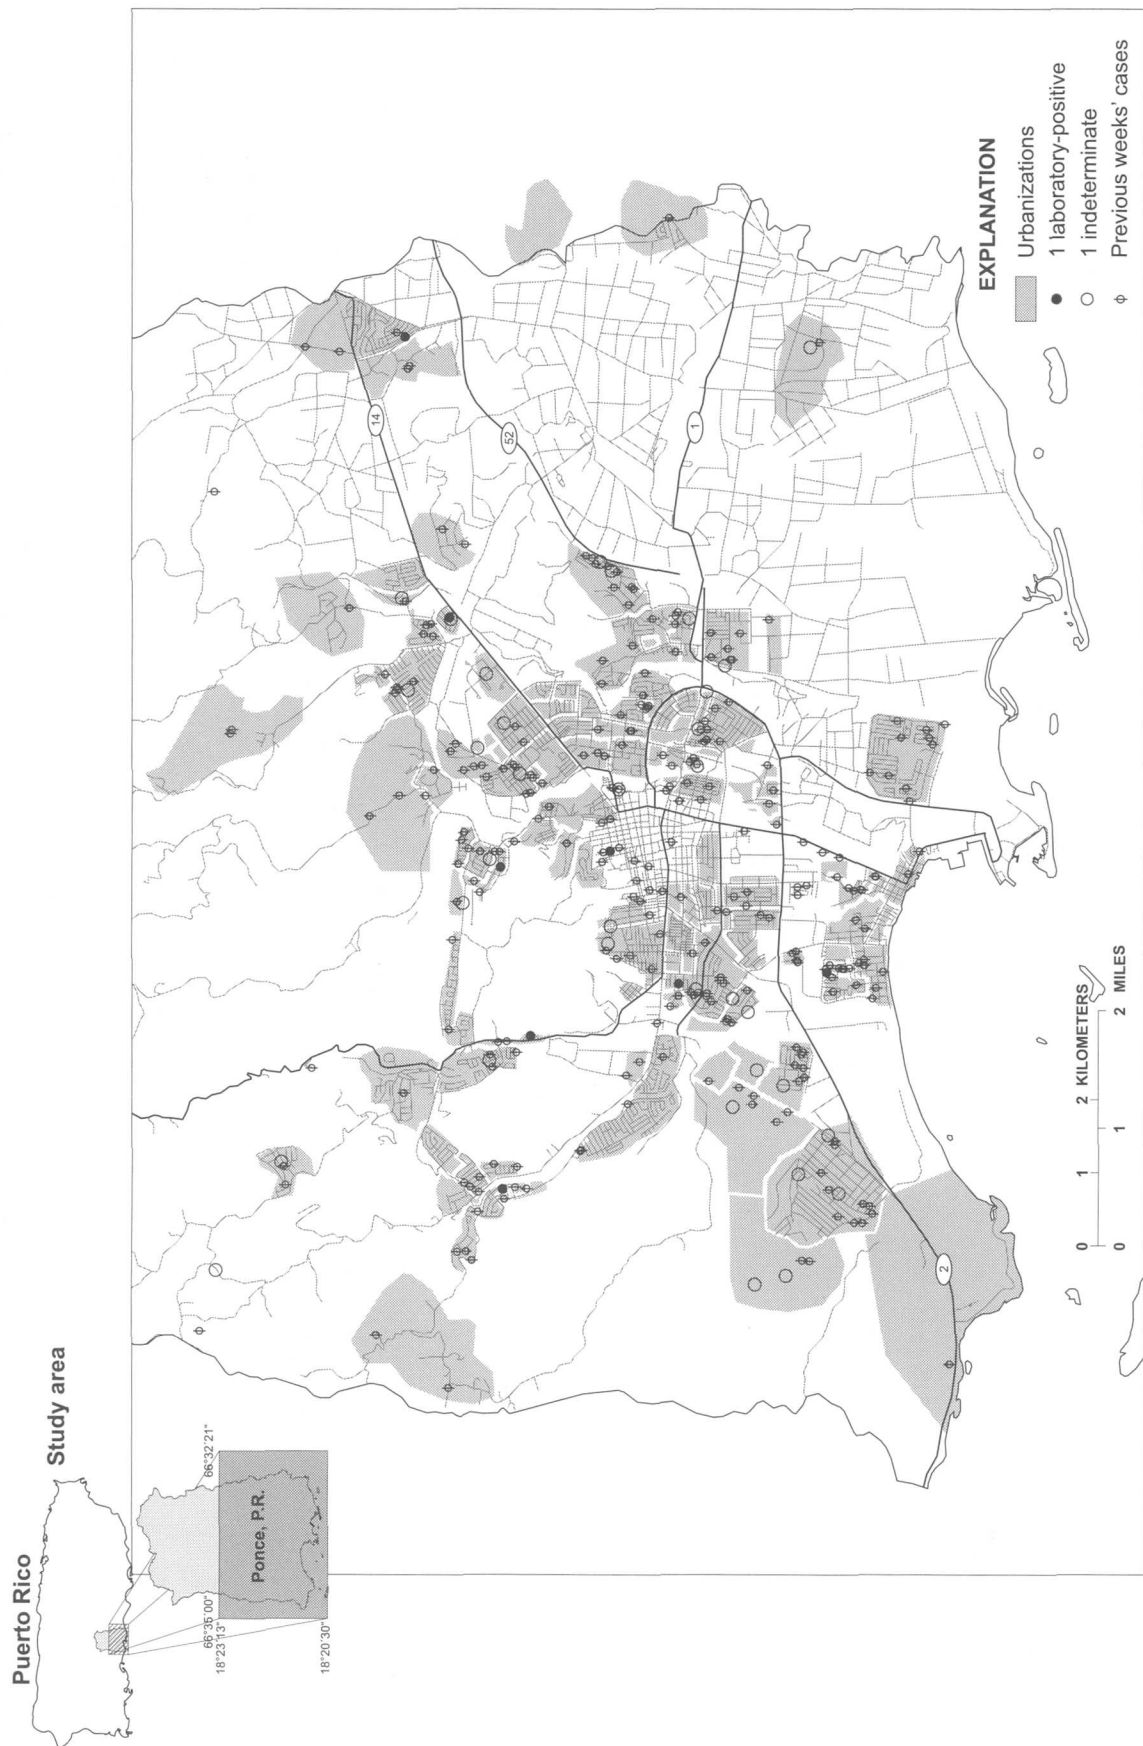 Puerto Rico
Study area
66°35'00"
66°32'21"
18°23'13"
Ponce, P.R.
18°20'30"
14
52
1
2
EXPLANATION
Urbanizations
1 laboratory-positive
1 indeterminate
Previous weeks' cases
0 1 2 KILOMETERS
0 1 2 MILES